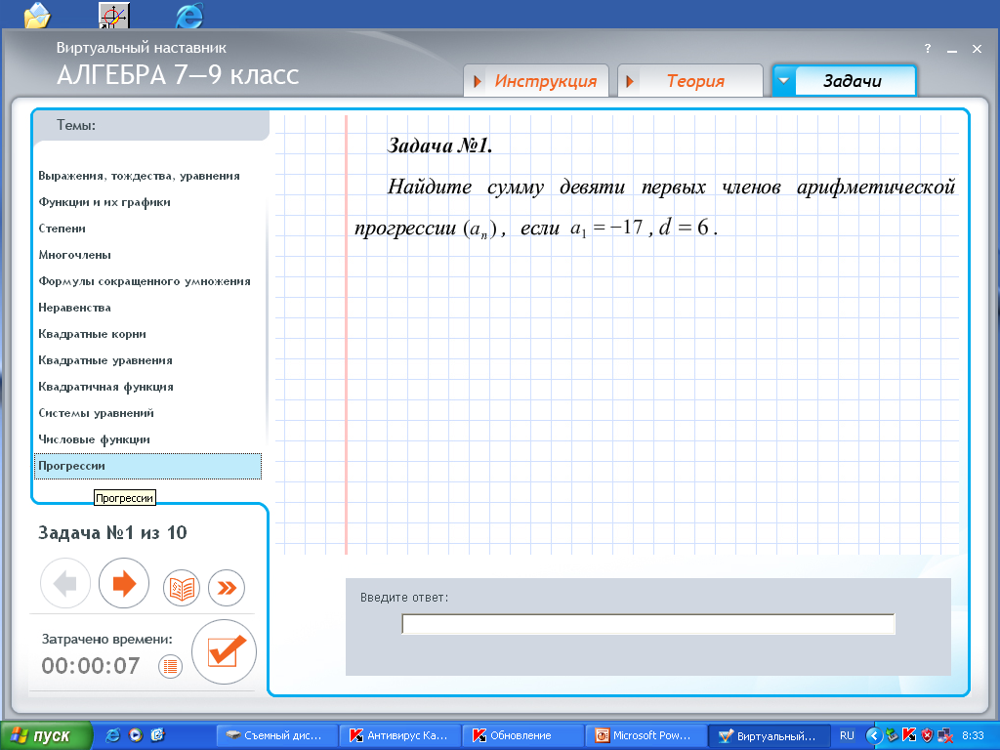 Виртуальный наставник
АЛГЕБРА 7—9 класс
?
Инструкция
Теория
Задачи
Темы:
Выражения, тождества, уравнения
Функции и их графики
Степени
Многочлены
Формулы сокращенного умножения
Неравенства
Квадратные корни
Квадратные уравнения
Квадратичная функция
Системы уравнений
Числовые функции
Прогрессии
Прогрессии
Задача №1.
Найдите сумму девяти первых членов арифметической
прогрессии (aₙ), если a₁ = −17, d = 6.
Задача №1 из 10
Затрачено времени:
00:00:07
Введите ответ:
пуск
Съемный дис...
Антивирус Ка...
Обновление
Microsoft Pow...
Виртуальный...
RU
8:33